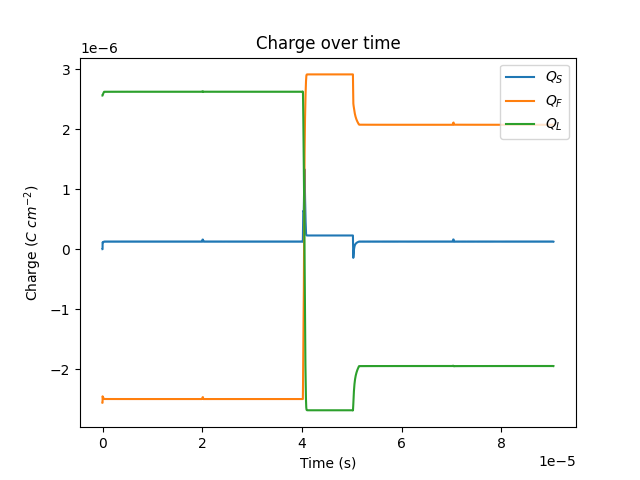 Charge over time
1e−6
3
2
1
0
−1
−2
Charge (C cm⁻²)
Q_S
Q_F
Q_L
0 2 4 6 8
1e−5
Time (s)